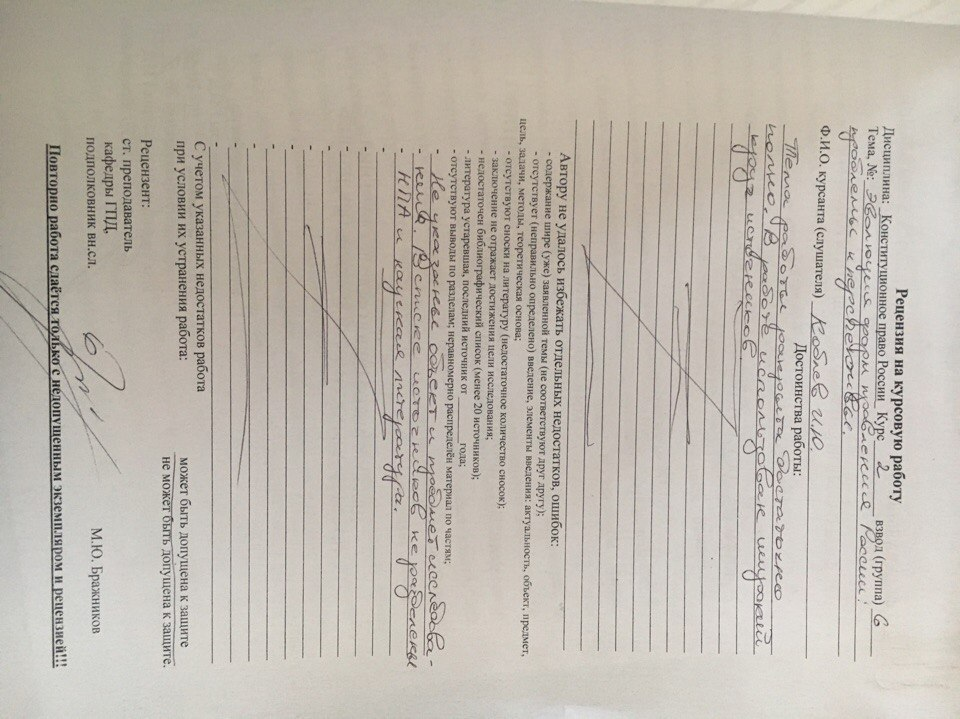 Рецензия на курсовую работу
Дисциплина: Конституционное право России Курс 2 взвод (группа) 6
Тема, № Эволюция форм правления России:
проблемы и перспективы.
Ф.И.О. курсанта (слушателя) И.Ю.
Достоинства работы:
Тема работы раскрыта достаточно
полно. В работе использован широкий
круг источников.
Автору не удалось избежать отдельных недостатков, ошибок:
- содержание шире (уже) заявленной темы (не соответствуют друг другу);
- отсутствует (неправильно определено) введение, элементы введения: актуальность, объект, предмет,
цель, задачи, методы, теоретическая основа;
- отсутствуют сноски на литературу (недостаточное количество сносок);
- заключение не отражает достижения цели исследования;
- недостаточен библиографический список (менее 20 источников);
- литература устаревшая, последний источник от года;
- отсутствуют выводы по разделам; неравномерно распределён материал по частям;
- Не указаны объект и предмет исследова-
- ния. В списке источников не разделены
- НПА и научная литература.
-
-
-
-
-
-
-
-
-
С учетом указанных недостатков работа
при условии их устранения работа:
может быть допущена к защите
не может быть допущена к защите.
Рецензент:
ст. преподаватель
кафедры ГПД,
подполковник вн.сл. М.Ю. Бражников
Повторно работа сдаётся только с недопущенным экземпляром и рецензией!!!